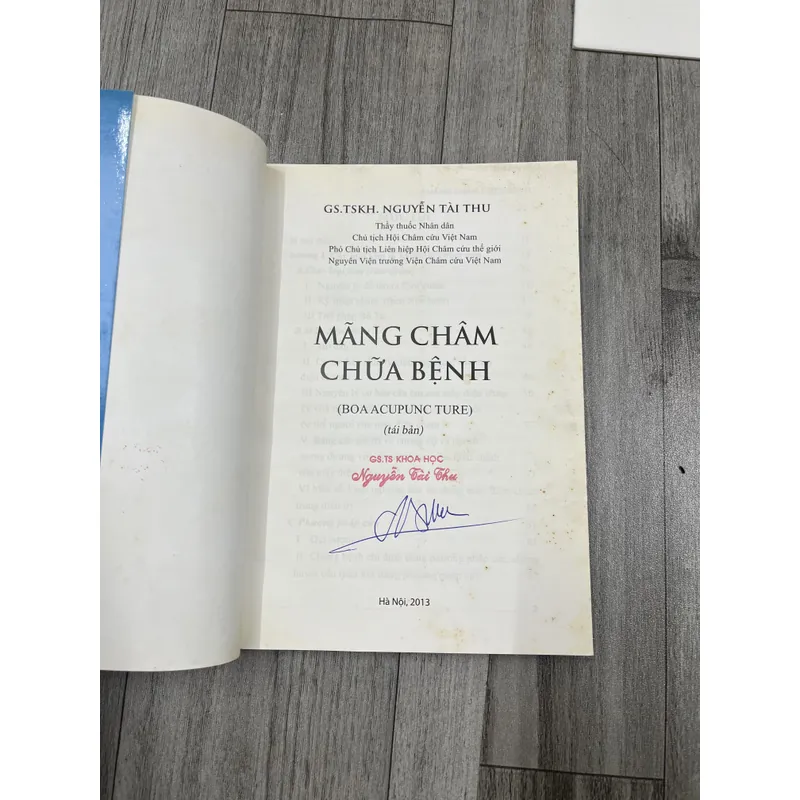 GS.TSKH. NGUYỄN TÀI THU
Thầy thuốc Nhân dân
Chủ tịch Hội Châm cứu Việt Nam
Phó Chủ tịch Liên hiệp Hội Châm cứu thế giới
Nguyên Viện trưởng Viện Châm cứu Việt Nam
MÃNG CHÂM
CHỮA BỆNH
(BOA ACUPUNC TURE)
(tái bản)
GS.TS KHOA HỌC
Nguyễn Tài Thu
Hà Nội, 2013